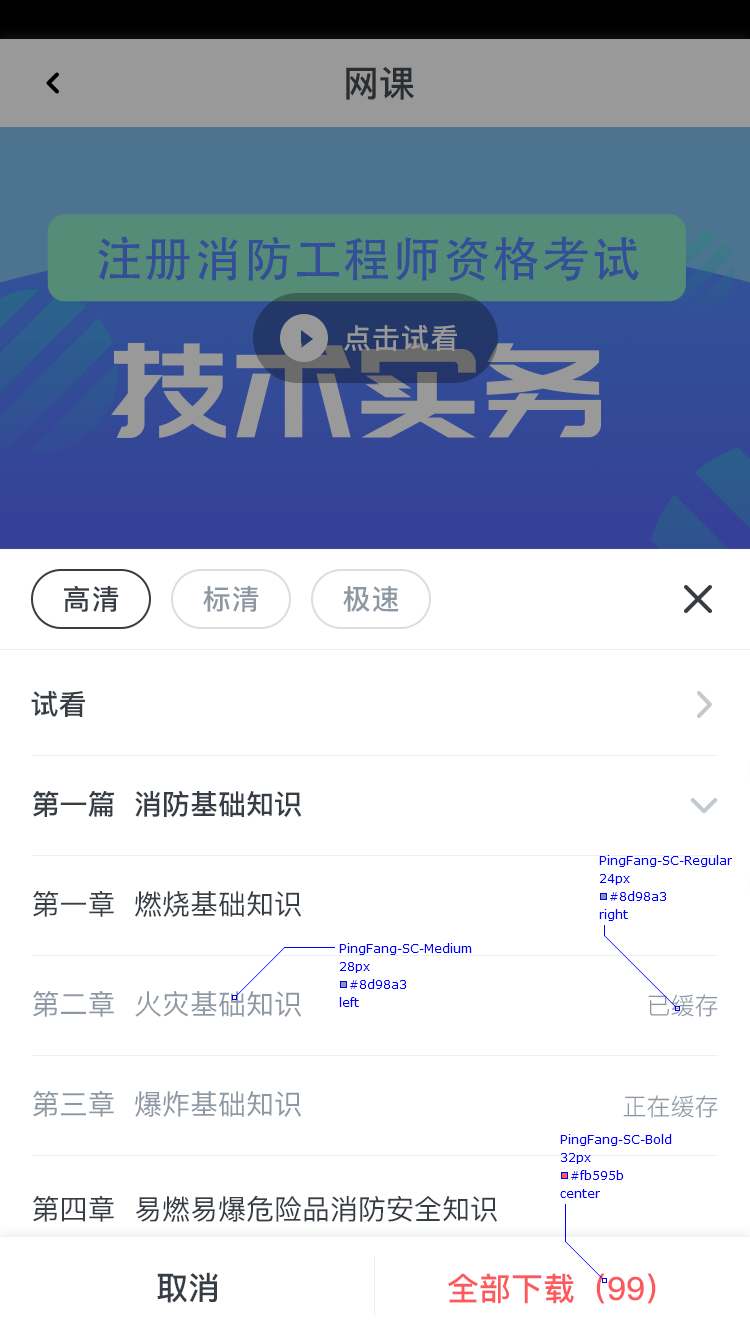 网课
注册消防工程师资格考试
点击试看
技术实务
高清 标清 极速
试看
第一篇 消防基础知识
PingFang-SC-Regular
24px
#8d98a3
right
第一章 燃烧基础知识
PingFang-SC-Medium
28px
#8d98a3
left
第二章 火灾基础知识 已缓存
第三章 爆炸基础知识 正在缓存
PingFang-SC-Bold
32px
#fb595b
center
第四章 易燃易爆危险品消防安全知识
取消 全部下载（99）